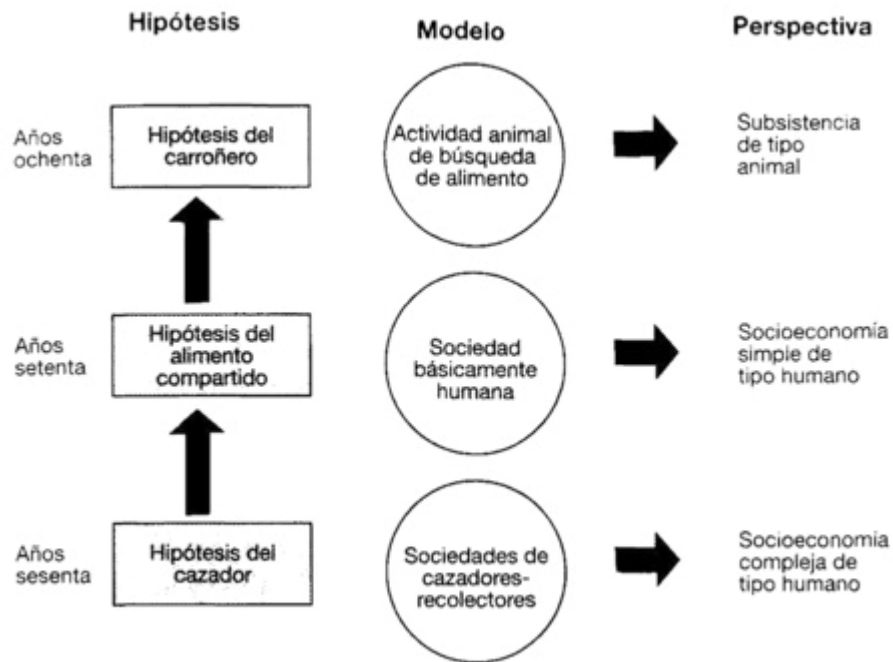 Hipótesis
Modelo
Perspectiva
Años
ochenta
Hipótesis del
carroñero
Actividad animal
de búsqueda
de alimento
Subsistencia
de tipo
animal
Años
setenta
Hipótesis del
alimento
compartido
Sociedad
básicamente
humana
Socioeconomía
simple de
tipo humano
Años
sesenta
Hipótesis del
cazador
Sociedades de
cazadores-
recolectores
Socioeconomía
compleja de
tipo humano